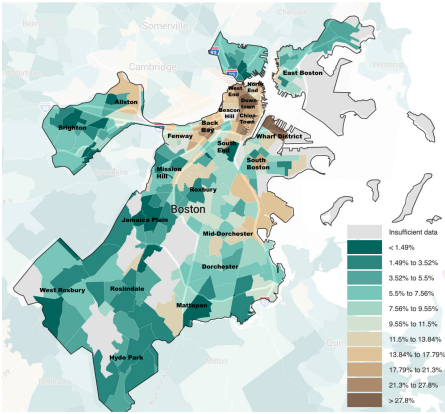 Somerville
Chelsea
Cambridge
95
East Boston
West
End
North
End
Allston
Down-
town
Beacon
Hill
China-
Town
Brighton
Back
Bay
Fenway
Wharf District
South
End
South
Boston
Mission
Hill
Roxbury
Boston
Jamaica Plain
Mid-Dorchester
Dorchester
West Roxbury
Roslindale
Mattapan
Hyde Park
Milton
Insufficient data
< 1.49%
1.49% to 3.52%
3.52% to 5.5%
5.5% to 7.56%
7.56% to 9.55%
9.55% to 11.5%
11.5% to 13.84%
13.84% to 17.79%
17.79% to 21.3%
21.3% to 27.8%
> 27.8%